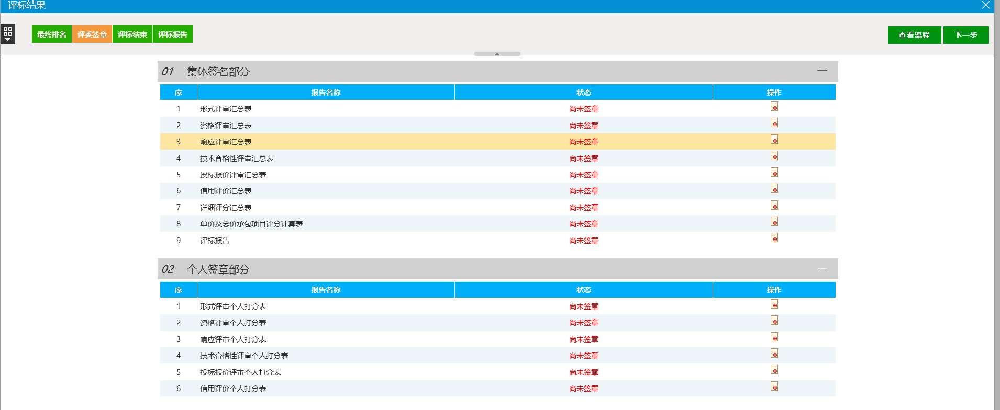 评标结果
最终排名 评委签章 评标结束 评标报告 查看流程 下一步
01 集体签名部分
序 报告名称 状态 操作
1 形式评审汇总表 尚未签章
2 资格评审汇总表 尚未签章
3 响应评审汇总表 尚未签章
4 技术合格性评审汇总表 尚未签章
5 投标报价评审汇总表 尚未签章
6 信用评价汇总表 尚未签章
7 详细评分汇总表 尚未签章
8 单价及总价承包项目评分计算表 尚未签章
9 评标报告 尚未签章
02 个人签章部分
序 报告名称 状态 操作
1 形式评审个人打分表 尚未签章
2 资格评审个人打分表 尚未签章
3 响应评审个人打分表 尚未签章
4 技术合格性评审个人打分表 尚未签章
5 投标报价评审个人打分表 尚未签章
6 信用评价个人打分表 尚未签章